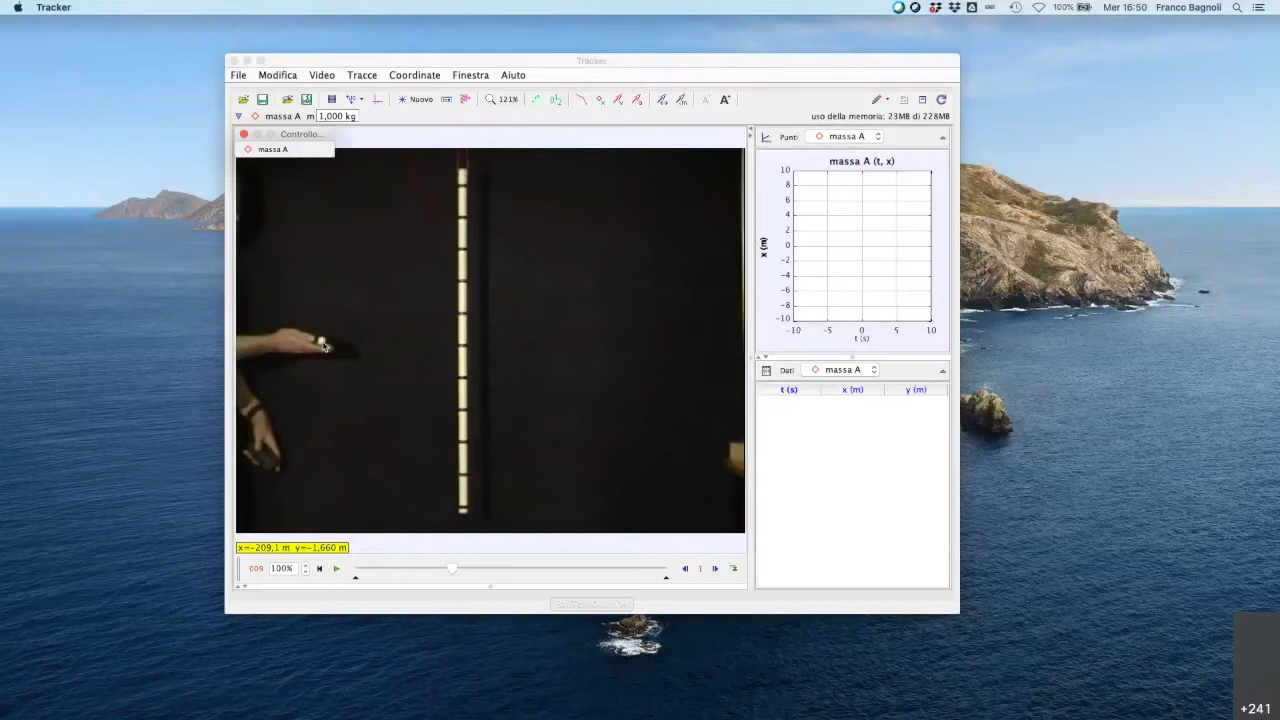 Tracker
100%
Mer 16:50
Franco Bagnoli
Tracker
File Modifica Video Tracce Coordinate Finestra Aiuto
Nuovo
121%
A
A
massa A m 1,000 kg
uso della memoria: 23MB di 228MB
Controllo...
massa A
Punti massa A
massa A (t, x)
10
8
6
4
2
0
−2
−4
−6
−8
−10
x (m)
−10 −5 0 5 10
t (s)
Dati massa A
t (s) x (m) y (m)
x=−209,1 m y=−1,660 m
009 100% 1
+241